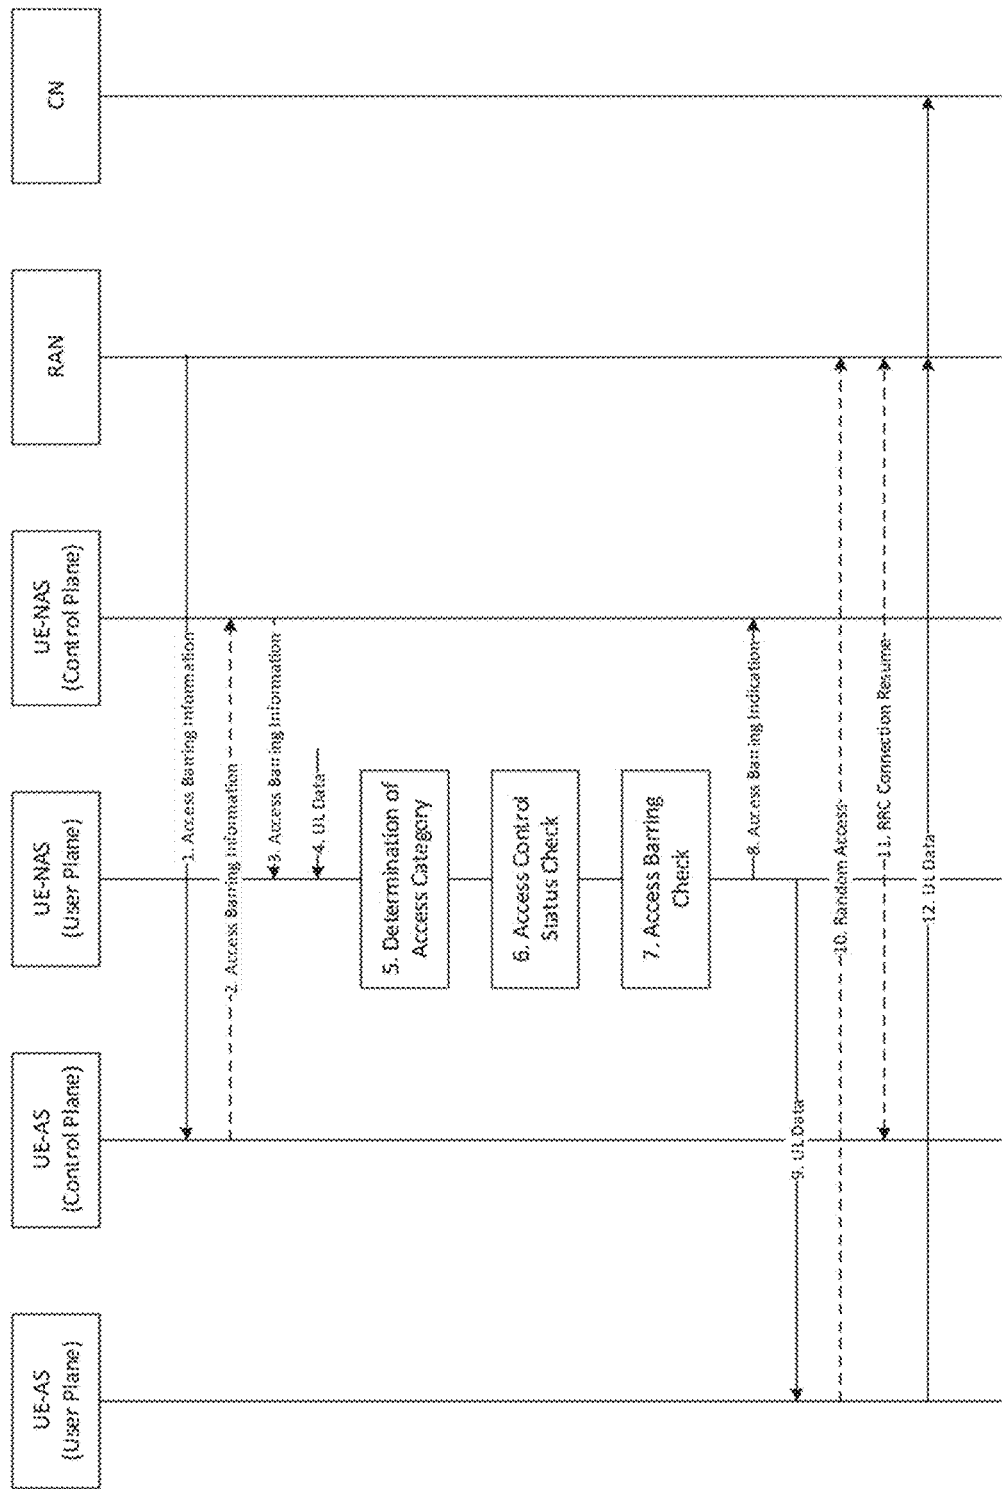 UE-AS
(User Plane)
UE-AS
(Control Plane)
UE-NAS
(User Plane)
UE-NAS
(Control Plane)
RAN
CN
1. Access Barring Information
2. Access Barring Information
3. Access Barring Information
4. UL Data
5. Determination of
Access Category
6. Access Control
Status Check
7. Access Barring
Check
8. Access Barring Indication
9. UL Data
10. Random Access
11. RRC Connection Resume
12. UL Data